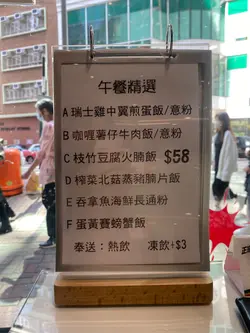 午餐精選
A 瑞士雞中翼煎蛋飯/意粉
B 咖喱薯仔牛肉飯/意粉
C 枝竹豆腐火腩飯 $58
D 榨菜北菇蒸豬腩片飯
E 吞拿魚海鮮長通粉
F 蛋黃賽螃蟹飯
奉送：熱飲 凍飲+$3